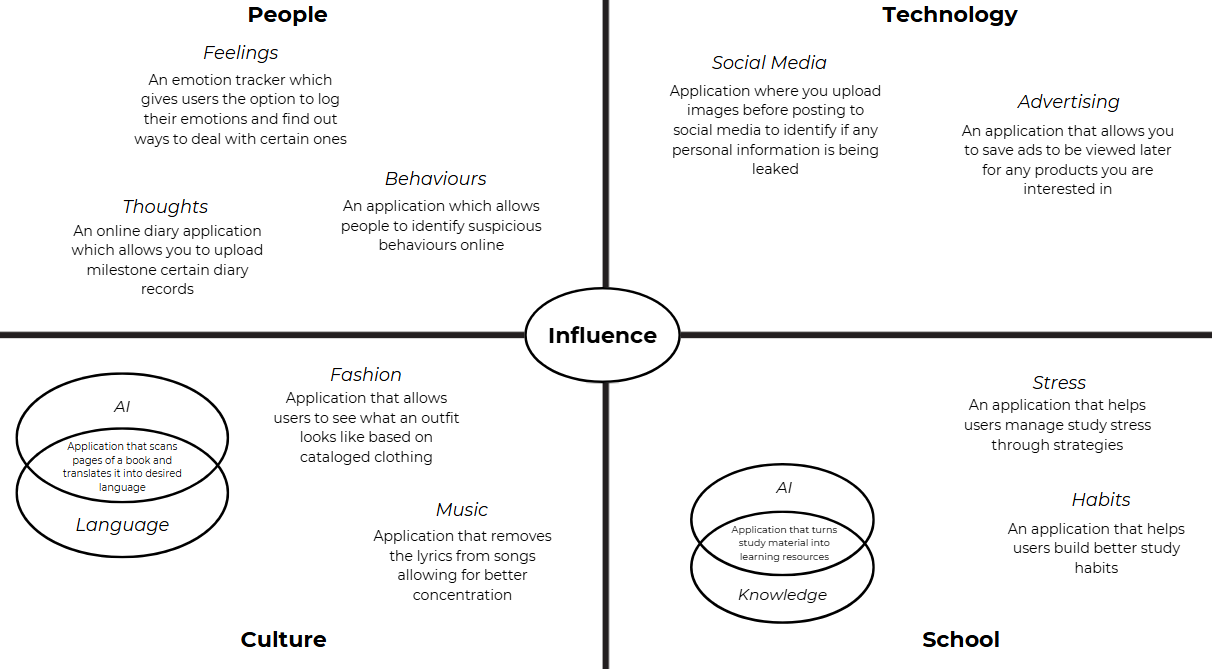 People
Feelings
An emotion tracker which
gives users the option to log
their emotions and find out
ways to deal with certain ones
Behaviours
An application which allows
people to identify suspicious
behaviours online
Thoughts
An online diary application
which allows you to upload
milestone certain diary
records
Technology
Social Media
Application where you upload
images before posting to
social media to identify if any
personal information is being
leaked
Advertising
An application that allows you
to save ads to be viewed later
for any products you are
interested in
Influence
AI
Application that scans
pages of a book and
translates it into desired
language
Language
Fashion
Application that allows
users to see what an outfit
looks like based on
cataloged clothing
Music
Application that removes
the lyrics from songs
allowing for better
concentration
Culture
Stress
An application that helps
users manage study stress
through strategies
AI
Application that turns
study material into
learning resources
Knowledge
Habits
An application that helps
users build better study
habits
School